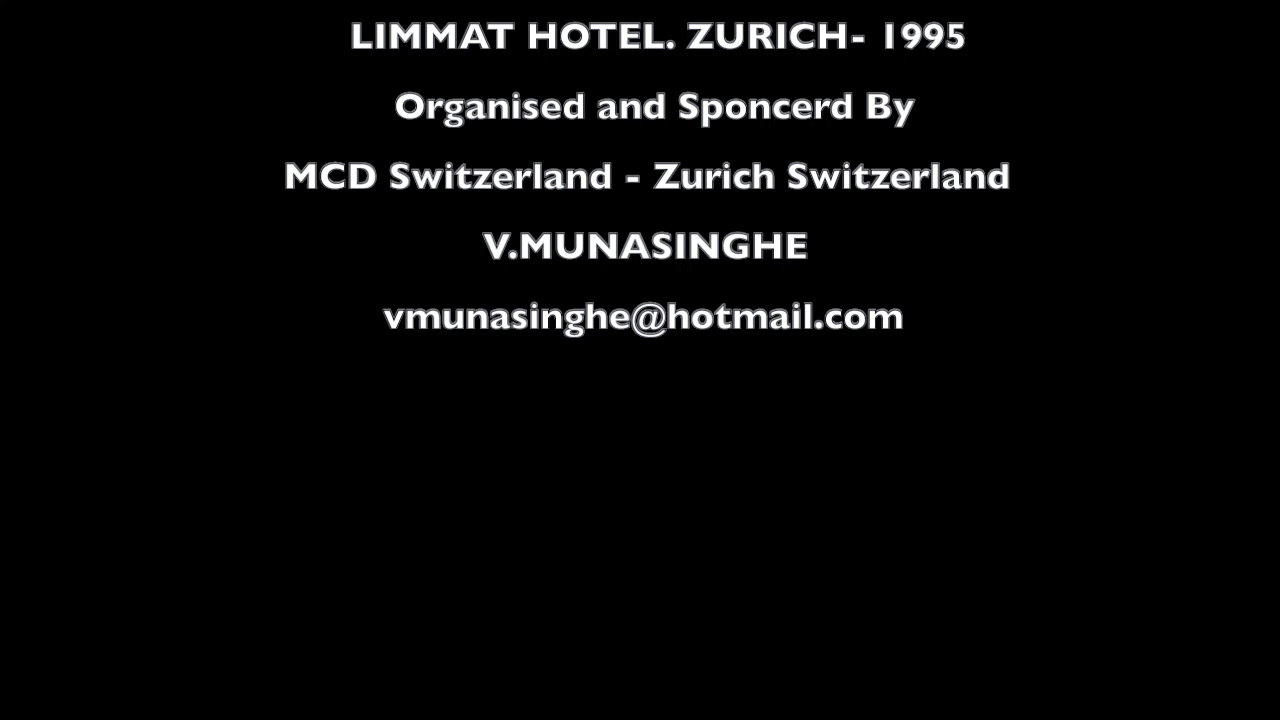 LIMMAT HOTEL. ZURICH- 1995
Organised and Sponcerd By
MCD Switzerland - Zurich Switzerland
V.MUNASINGHE
vmunasinghe@hotmail.com